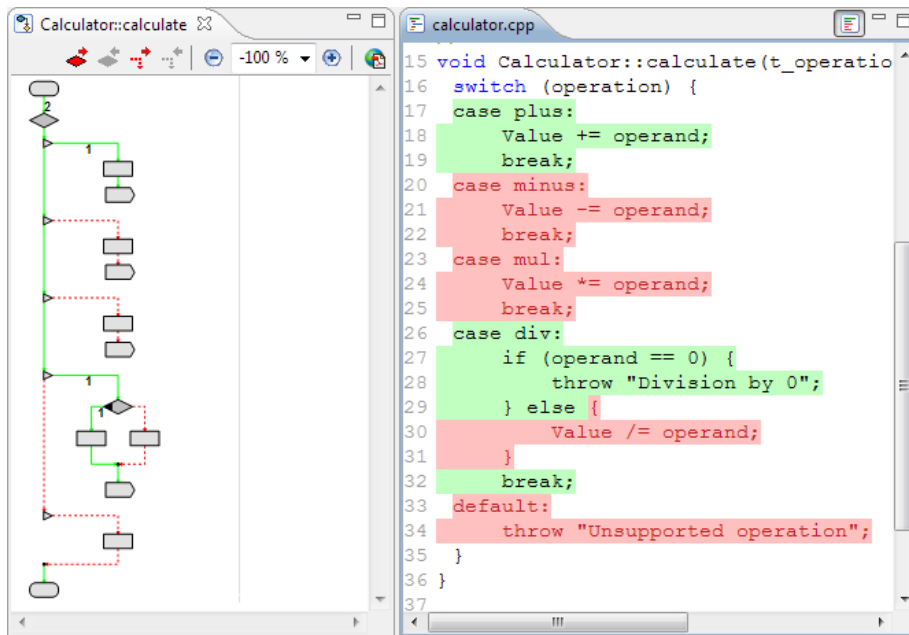 Calculator::calculate
-100 %
2
1
1
1
calculator.cpp
15 void Calculator::calculate(t_operatio
16 switch (operation) {
17 case plus:
18 Value += operand;
19 break;
20 case minus:
21 Value -= operand;
22 break;
23 case mul:
24 Value *= operand;
25 break;
26 case div:
27 if (operand == 0) {
28 throw "Division by 0";
29 } else {
30 Value /= operand;
31 }
32 break;
33 default:
34 throw "Unsupported operation";
35 }
36 }
37